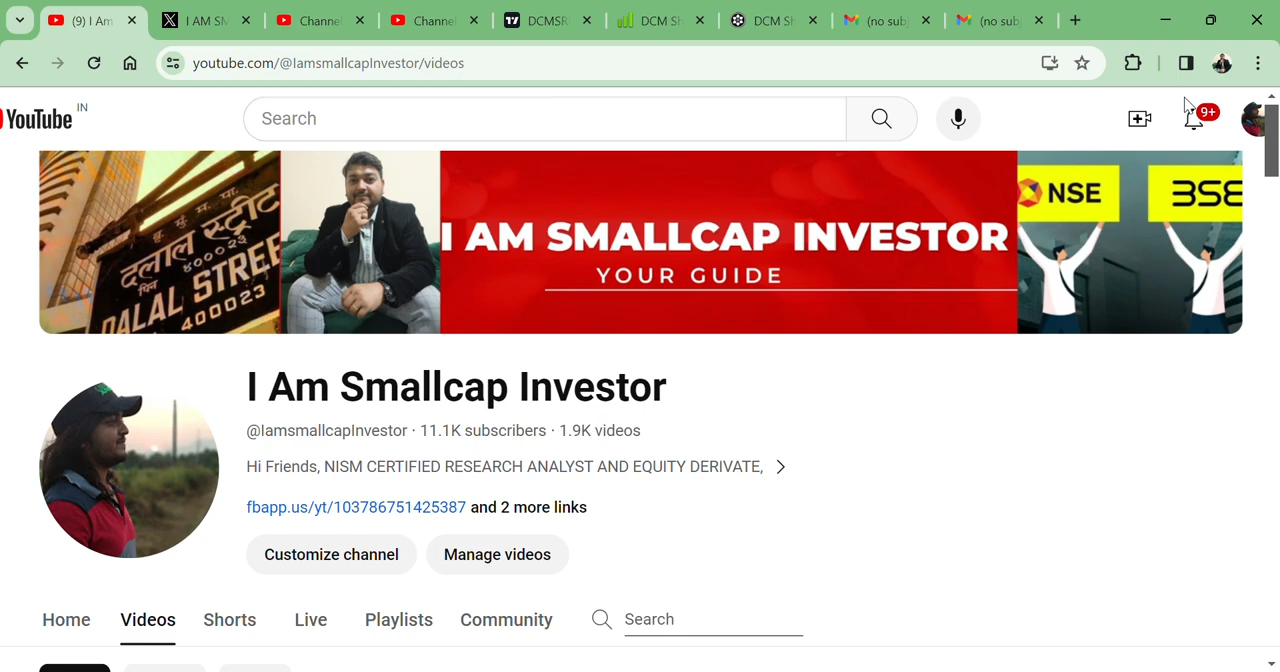 (9) I Am
I AM SM
Channel
Channel
DCMSR
DCM Sh
DCM Sh
(no sub
(no sub
youtube.com/@IamsmallcapInvestor/videos
YouTube IN
Search
9+
मुं. म. पा.
दलाल स्ट्रीट
पिन ४०००२३
DALAL STREE
400023
I AM SMALLCAP INVESTOR
YOUR GUIDE
NSE
BSE
I Am Smallcap Investor
@IamsmallcapInvestor · 11.1K subscribers · 1.9K videos
Hi Friends, NISM CERTIFIED RESEARCH ANALYST AND EQUITY DERIVATE,
fbapp.us/yt/103786751425387 and 2 more links
Customize channel
Manage videos
Home Videos Shorts Live Playlists Community Search